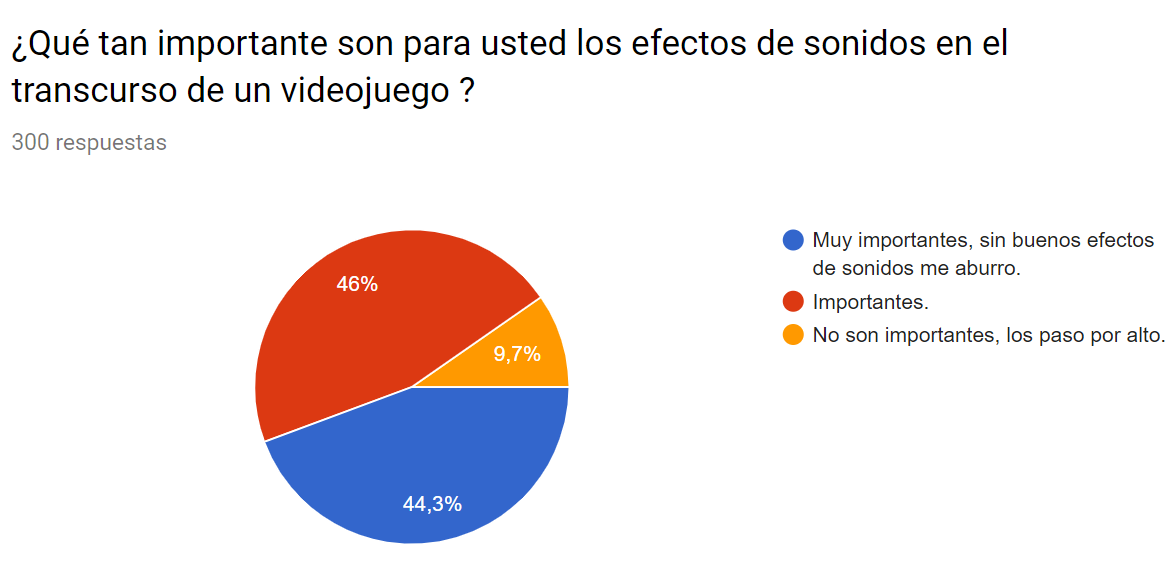 ¿Qué tan importante son para usted los efectos de sonidos en el
transcurso de un videojuego ?
300 respuestas
46%
9,7%
44,3%
Muy importantes, sin buenos efectos
de sonidos me aburro.
Importantes.
No son importantes, los paso por alto.